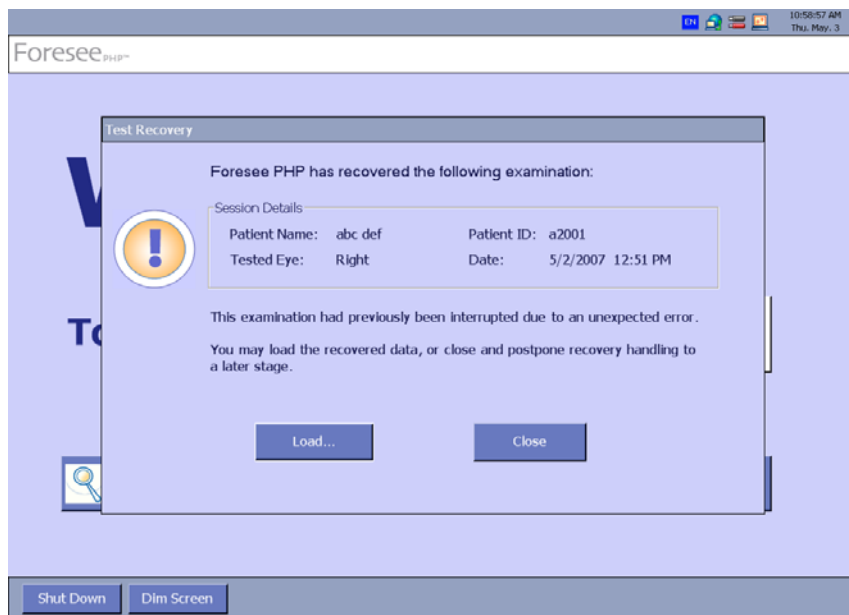 EN
10:58:57 AM
Thu. May. 3
Foresee PHP™
Test Recovery
Foresee PHP has recovered the following examination:
Session Details
Patient Name: abc def Patient ID: a2001
Tested Eye: Right Date: 5/2/2007 12:51 PM
This examination had previously been interrupted due to an unexpected error.
You may load the recovered data, or close and postpone recovery handling to
a later stage.
Load... Close
Shut Down Dim Screen